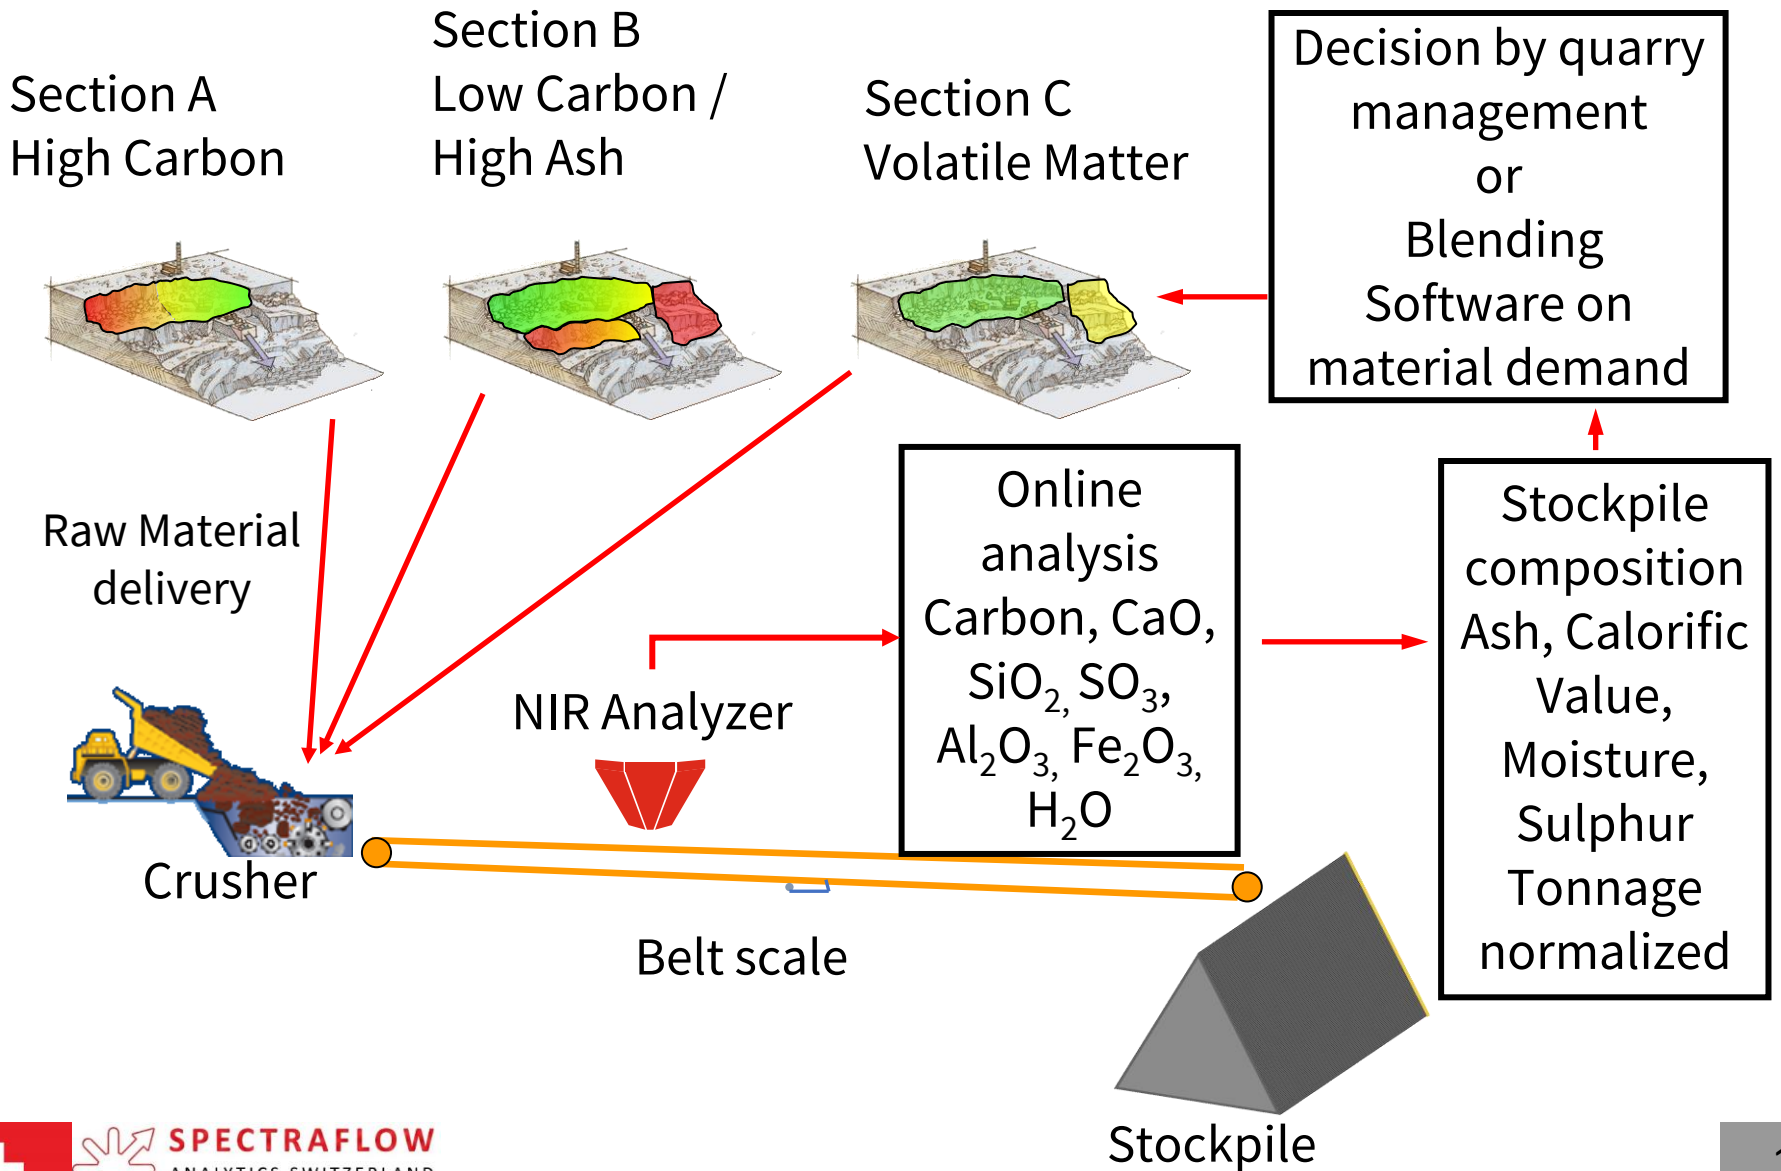 Section A
High Carbon
Section B
Low Carbon /
High Ash
Section C
Volatile Matter
Decision by quarry
management
or
Blending
Software on
material demand
Raw Material
delivery
NIR Analyzer
Online
analysis
Carbon, CaO,
SiO₂, SO₃,
Al₂O₃, Fe₂O₃,
H₂O
Stockpile
composition
Ash, Calorific
Value,
Moisture,
Sulphur
Tonnage
normalized
Crusher
Belt scale
Stockpile
SPECTRAFLOW
ANALYTICS SWITZERLAND